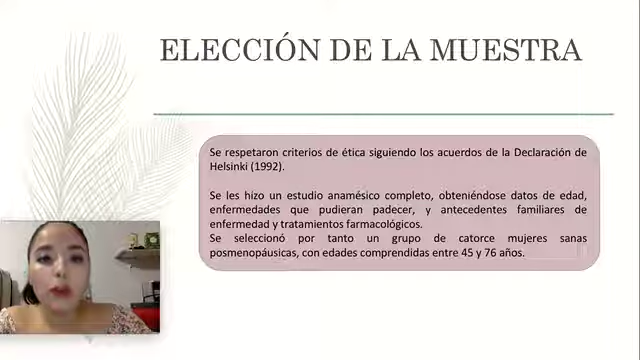 ELECCIÓN DE LA MUESTRA
Se respetaron criterios de ética siguiendo los acuerdos de la Declaración de
Helsinki (1992).
Se les hizo un estudio anamésico completo, obteniéndose datos de edad,
enfermedades que pudieran padecer, y antecedentes familiares de
enfermedad y tratamientos farmacológicos.
Se seleccionó por tanto un grupo de catorce mujeres sanas
posmenopáusicas, con edades comprendidas entre 45 y 76 años.